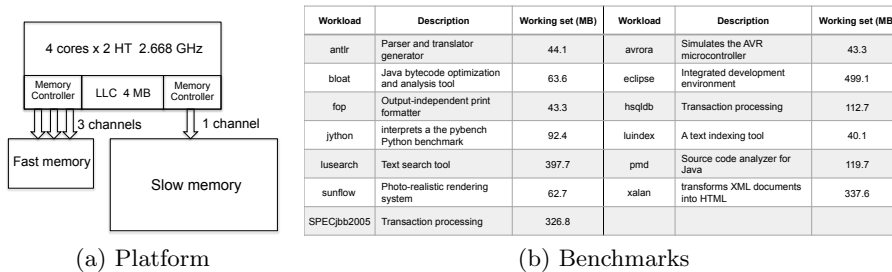 4 cores x 2 HT 2.668 GHz
Memory Controller
LLC 4 MB
Memory Controller
3 channels
1 channel
Fast memory
Slow memory
(a) Platform
Workload Description Working set (MB) Workload Description Working set (MB)
antlr Parser and translator generator 44.1 avrora Simulates the AVR microcontroller 43.3
bloat Java bytecode optimization and analysis tool 63.6 eclipse Integrated development environment 499.1
fop Output-independent print formatter 43.3 hsqldb Transaction processing 112.7
jython interprets a the pybench Python benchmark 92.4 luindex A text indexing tool 40.1
lusearch Text search tool 397.7 pmd Source code analyzer for Java 119.7
sunflow Photo-realistic rendering system 62.7 xalan transforms XML documents into HTML 337.6
SPECjbb2005 Transaction processing 326.8
(b) Benchmarks